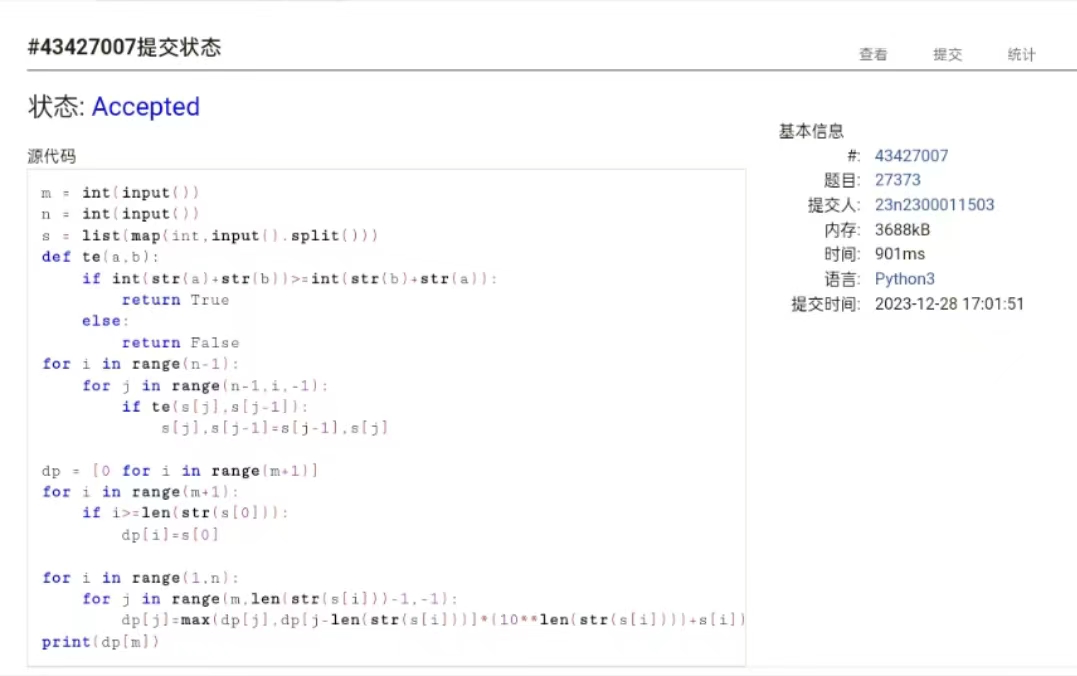 #43427007提交状态
查看 提交 统计
状态: Accepted
源代码
m = int(input())
n = int(input())
s = list(map(int,input().split()))
def te(a,b):
    if int(str(a)+str(b))>=int(str(b)+str(a)):
        return True
    else:
        return False
for i in range(n-1):
    for j in range(n-1,i,-1):
        if te(s[j],s[j-1]):
            s[j],s[j-1]=s[j-1],s[j]
dp = [0 for i in range(m+1)]
for i in range(m+1):
    if i>=len(str(s[0])):
        dp[i]=s[0]
for i in range(1,n):
    for j in range(m,len(str(s[i]))-1,-1):
        dp[j]=max(dp[j],dp[j-len(str(s[i]))]*(10**len(str(s[i])))+s[i])
print(dp[m])
基本信息
#: 43427007
题目: 27373
提交人: 23n2300011503
内存: 3688kB
时间: 901ms
语言: Python3
提交时间: 2023-12-28 17:01:51